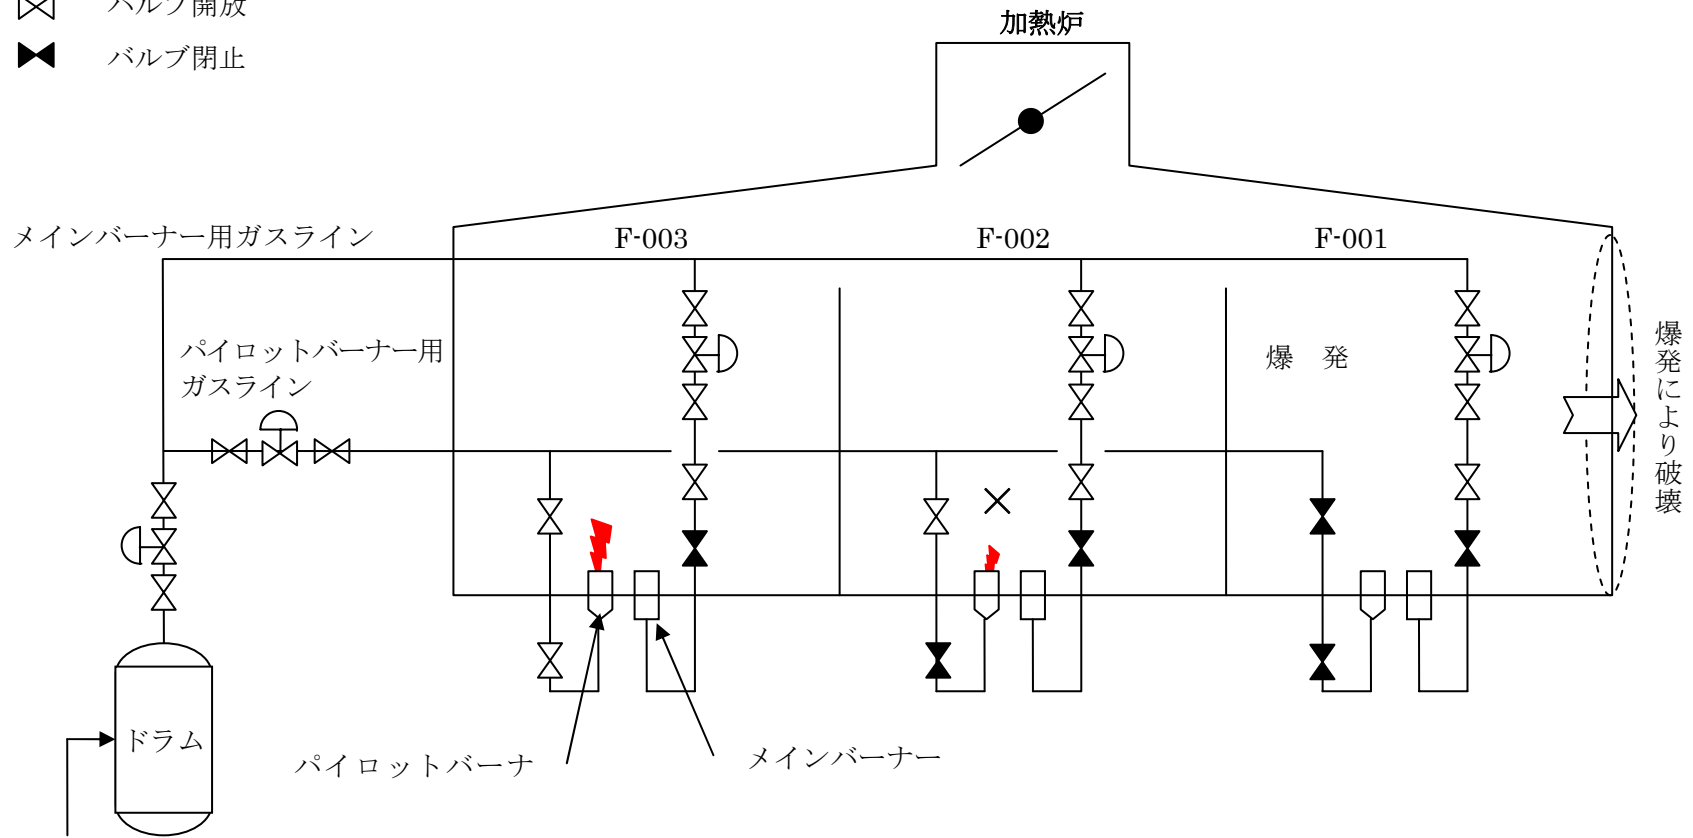 バルブ開放
バルブ閉止
加熱炉
メインバーナー用ガスライン
F-003
F-002
F-001
パイロットバーナー用
ガスライン
爆 発
爆発により破壊
ドラム
パイロットバーナ
メインバーナー